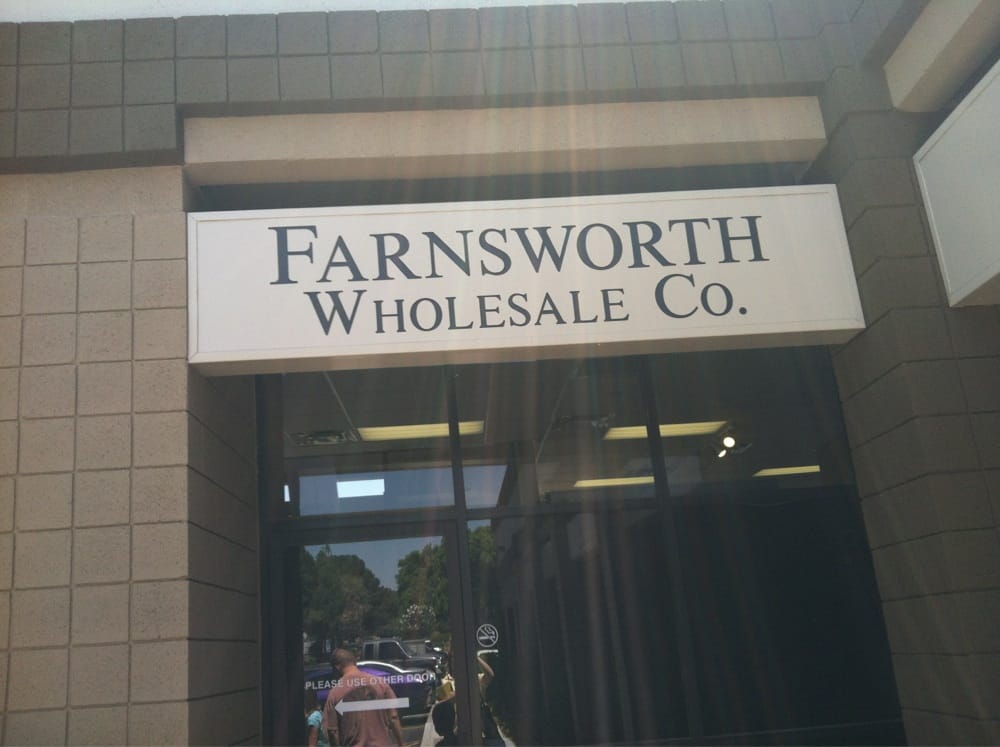 FARNSWORTH
WHOLESALE CO.
PLEASE USE OTHER DOOR